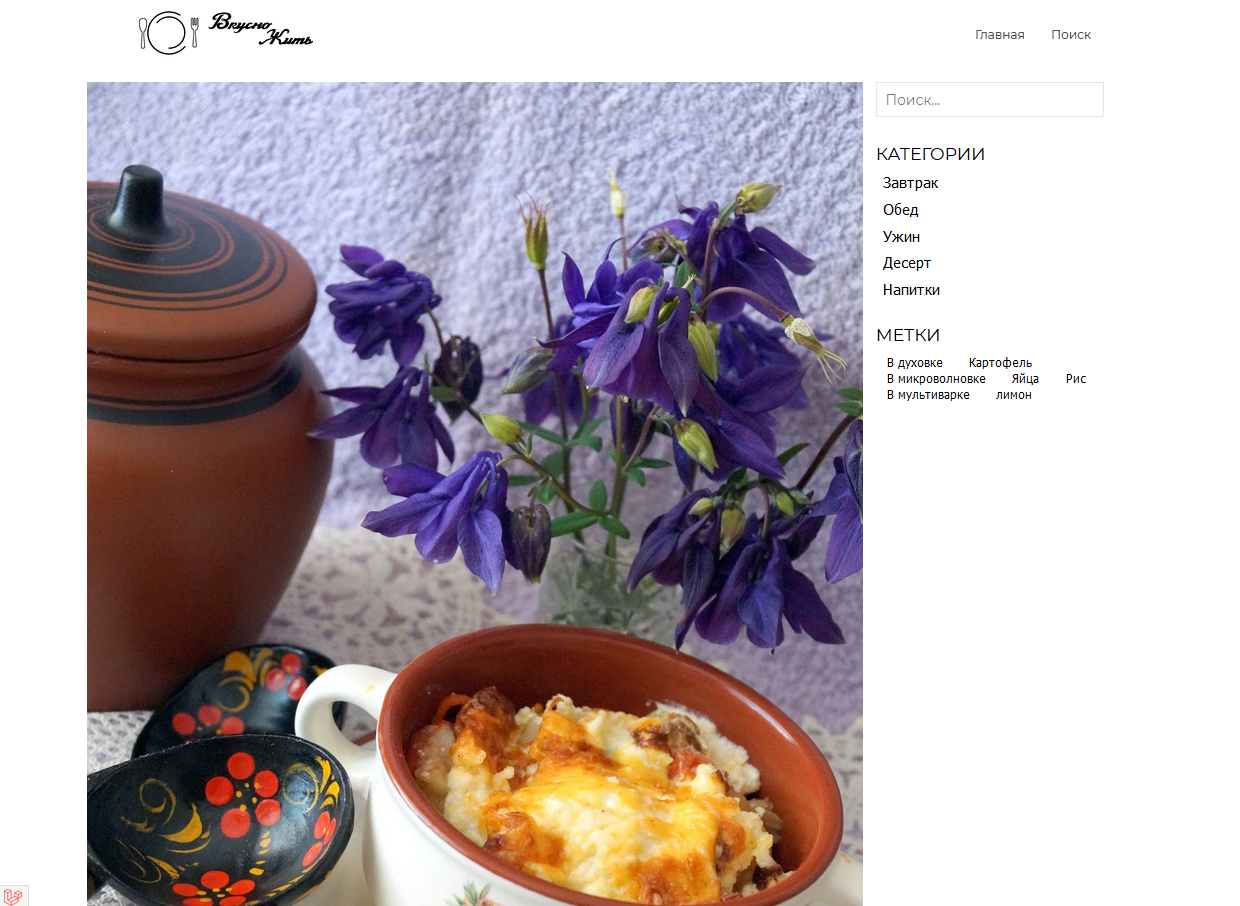 Вкусно
Жить
Главная Поиск
Поиск...
КАТЕГОРИИ
Завтрак
Обед
Ужин
Десерт
Напитки
МЕТКИ
В духовке Картофель
В микроволновке Яйца Рис
В мультиварке лимон